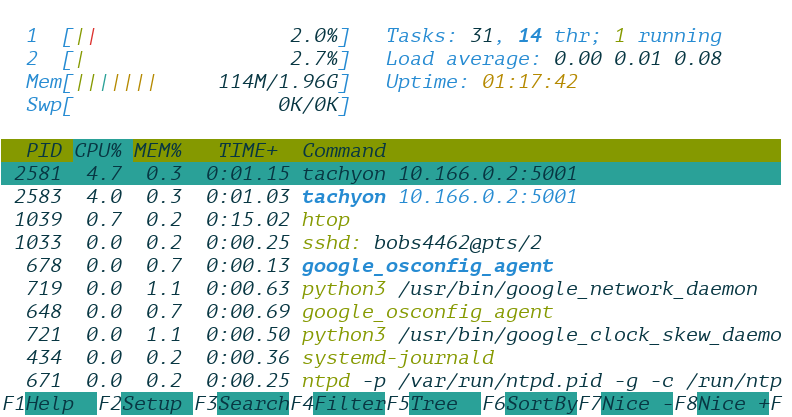 1 [|| 2.0%] Tasks: 31, 14 thr; 1 running
2 [| 2.7%] Load average: 0.00 0.01 0.08
Mem[||||||| 114M/1.96G] Uptime: 01:17:42
Swp[ 0K/0K]
PID CPU% MEM% TIME+ Command
2581 4.7 0.3 0:01.15 tachyon 10.166.0.2:5001
2583 4.0 0.3 0:01.03 tachyon 10.166.0.2:5001
1039 0.7 0.2 0:15.02 htop
1033 0.0 0.2 0:00.25 sshd: bobs4462@pts/2
678 0.0 0.7 0:00.13 google_osconfig_agent
719 0.0 1.1 0:00.63 python3 /usr/bin/google_network_daemon
648 0.0 0.7 0:00.69 google_osconfig_agent
721 0.0 1.1 0:00.50 python3 /usr/bin/google_clock_skew_daemo
434 0.0 0.2 0:00.36 systemd-journald
671 0.0 0.2 0:00.25 ntpd -p /var/run/ntpd.pid -g -c /run/ntp
F1Help F2Setup F3SearchF4FilterF5Tree F6SortByF7Nice -F8Nice +F